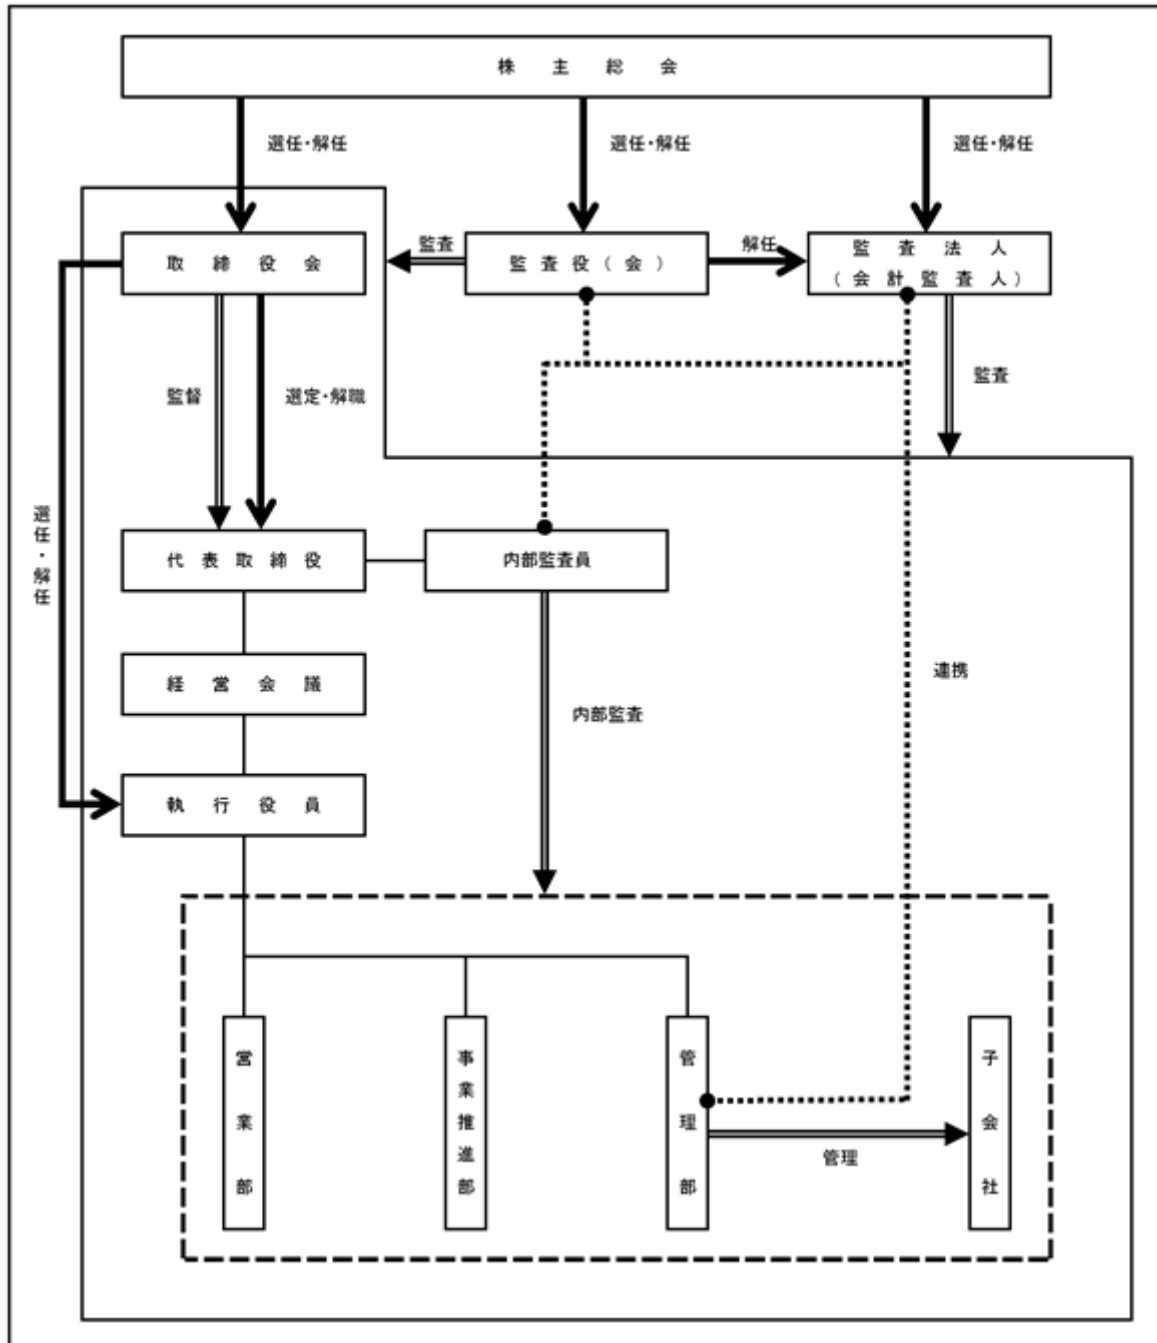 株主総会
選任・解任
選任・解任
選任・解任
取締役会
監査
監査役(会)
解任
監査法人
(会計監査人)
監督
選定・解職
監査
選任・解任
代表取締役
内部監査員
経営会議
内部監査
連携
執行役員
営業部
事業推進部
管理部
子会社
管理